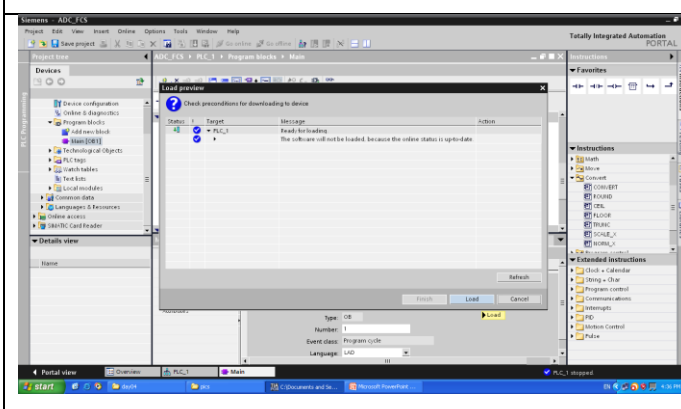 Siemens - ADC_FCS
Project Edit View Insert Online Options Tools Window Help
Totally Integrated Automation
PORTAL
Save project
Go online
Go offline
Project tree
ADC_FCS
PLC_1
Program blocks
Main
Instructions
Devices
Favorites
PLC Programming
Load preview
Check preconditions for downloading to device
Status ! Target Message Action
PLC_1 Ready for loading
The software will not be loaded, because the online status is up-to-date
Refresh
Finish Load Cancel
Device configuration
Online & diagnostics
Program blocks
Add new block
Main [OB1]
Technological Objects
PLC tags
Watch tables
Text lists
Local modules
Common data
Languages & Resources
Online access
SIMATIC Card Reader
Details view
Name
Instructions
Math
Move
Convert
CONVERT
ROUND
CEIL
FLOOR
TRUNC
SCALE_X
NORM_X
Program control
Extended instructions
Clock + Calendar
String + Char
Program control
Communications
Interrupts
PID
Motion Control
Pulse
Type: OB
Load
Number: 1
Event class: Program cycle
Language: LAD
Portal view
Overview
PLC_1
Main
PLC_1 stopped.
start
day04
pics
C:\Documents and Se...
Microsoft PowerPoint ...
EN
4:36 PM